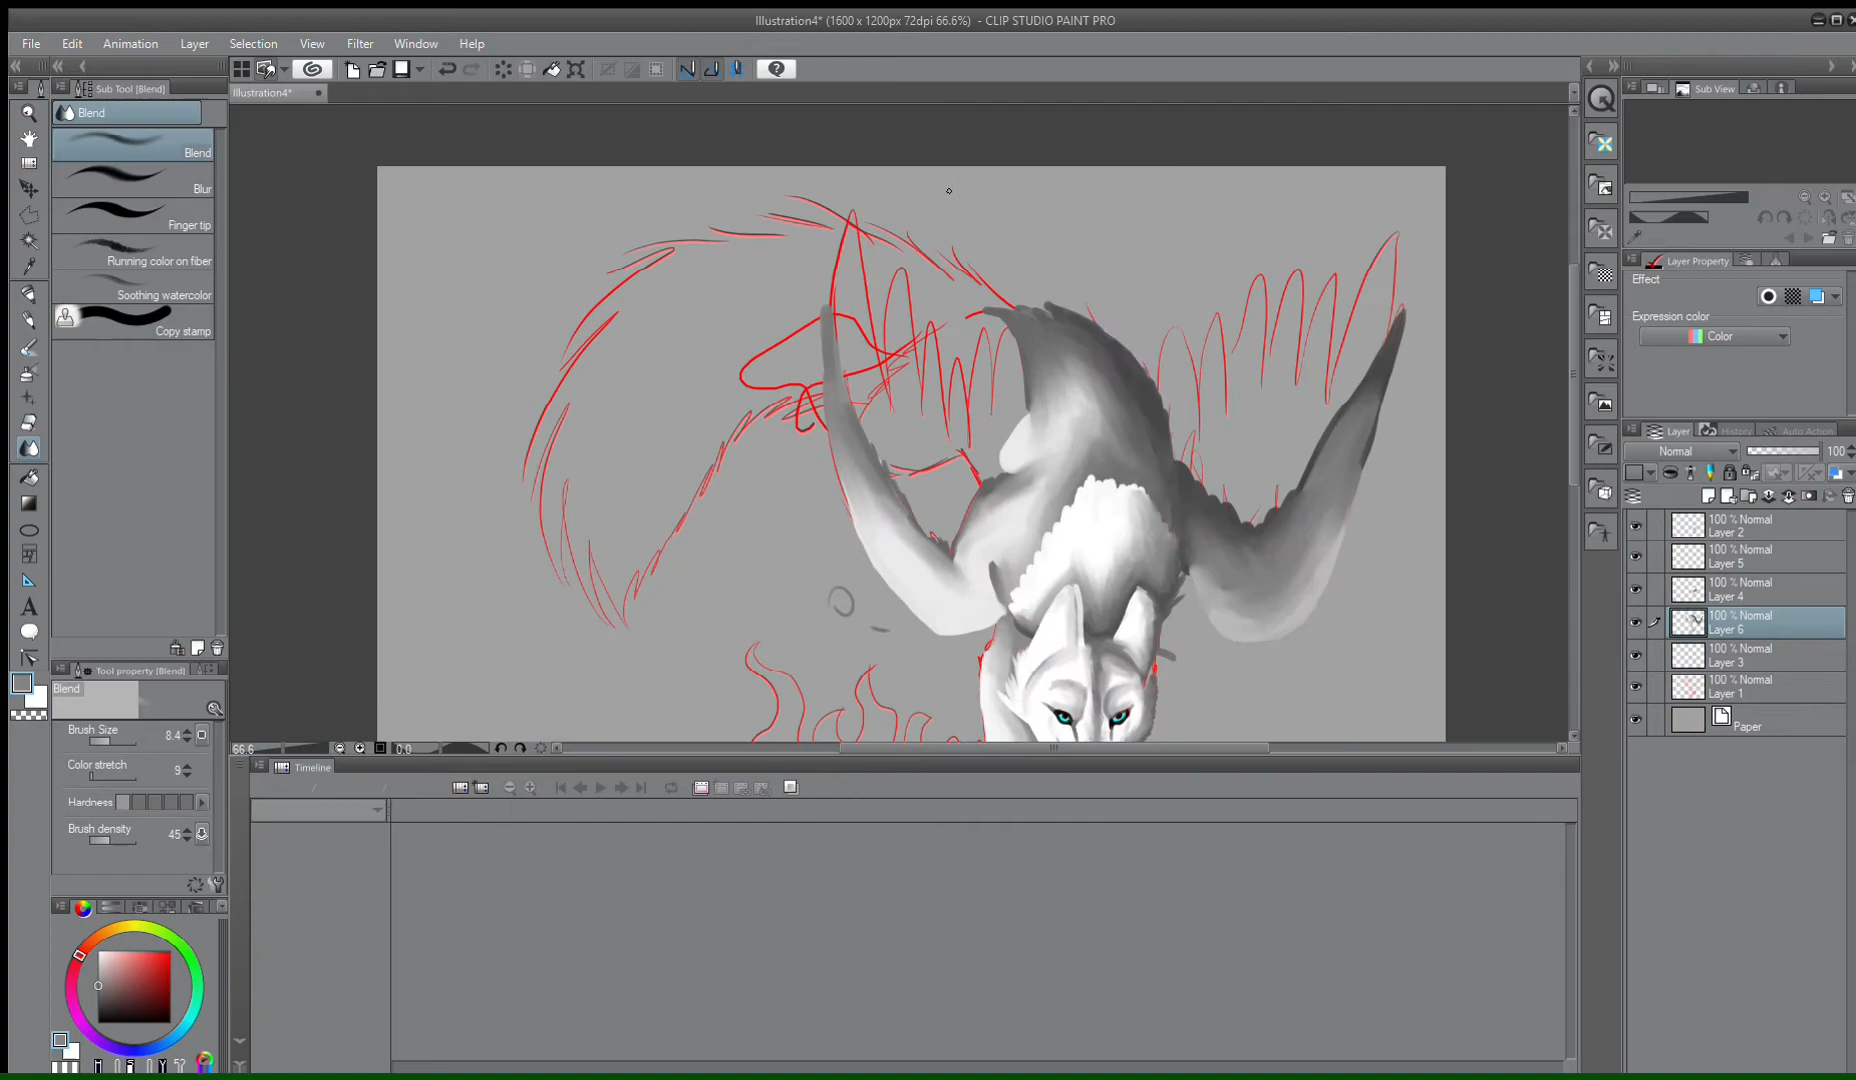 Illustration4* (1600 x 1200px 72dpi 66.6%) - CLIP STUDIO PAINT PRO
File Edit Animation Layer Selection View Filter Window Help
Sub Tool [Blend]
Illustration4*
Sub View
Blend
Blend
Blur
Finger tip
Running color on fiber
Soothing watercolor
Copy stamp
Layer Property
Effect
Expression color
Color
Layer History Auto Action
Normal 100
100 % Normal
Layer 2
100 % Normal
Layer 5
100 % Normal
Layer 4
100 % Normal
Layer 6
100 % Normal
Layer 3
100 % Normal
Layer 1
Paper
Tool property [Blend]
Blend
Brush Size 8.4
Color stretch 9
Hardness
Brush density 45
66.6 0.0
Timeline